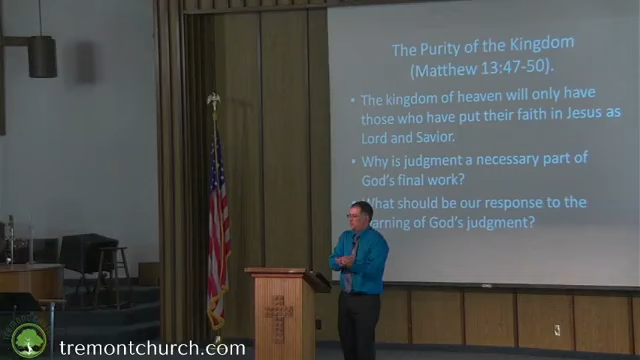 The Purity of the Kingdom
(Matthew 13:47-50).
• The kingdom of heaven will only have
those who have put their faith in Jesus as
Lord and Savior.
• Why is judgment a necessary part of
God's final work?
What should be our response to the
warning of God's judgment?
tremontchurch.com